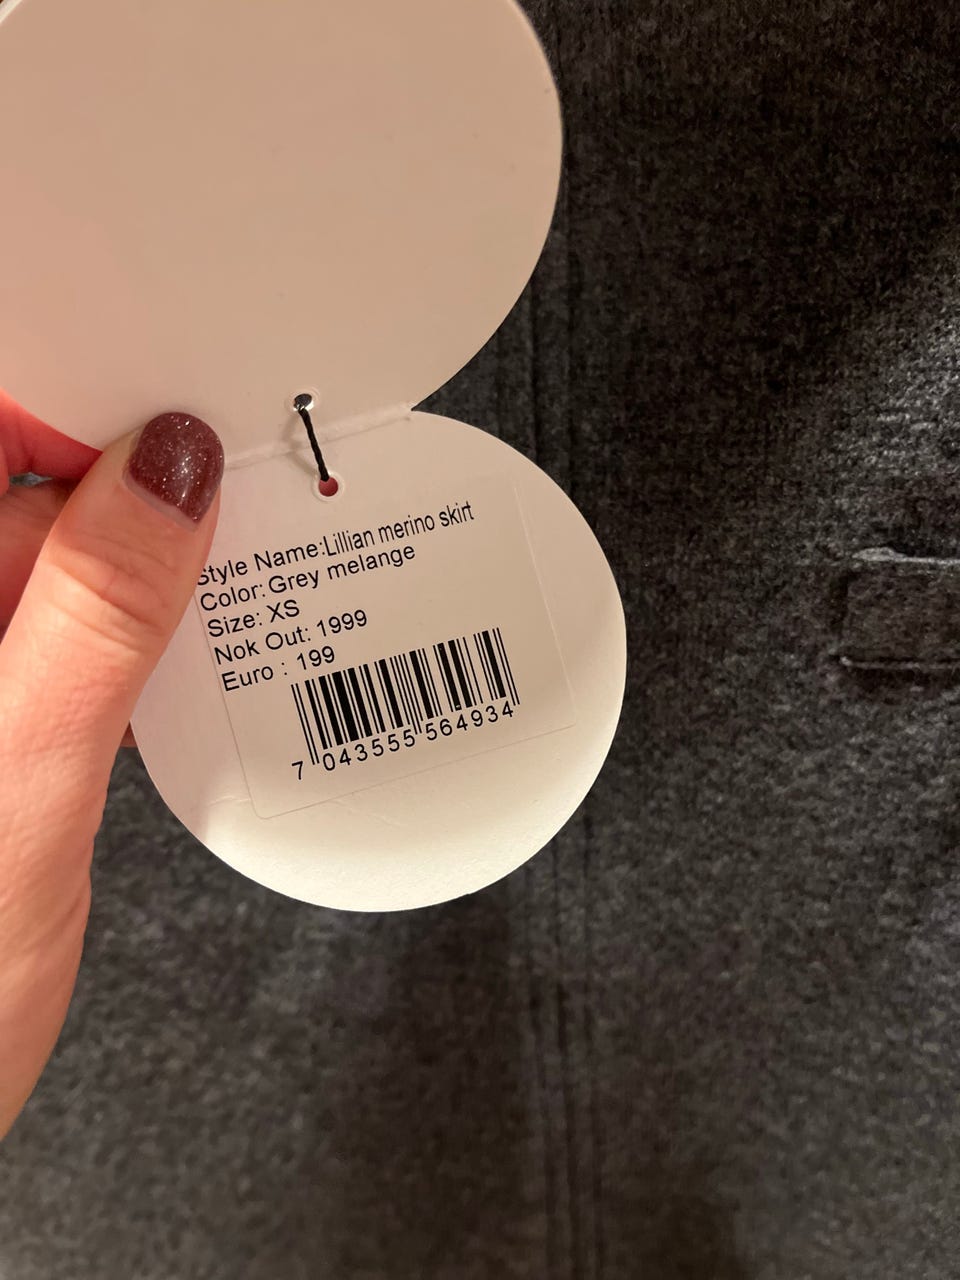 Style Name:Lillian merino skirt
Color: Grey melange
Size: XS
Nok Out: 1999
Euro : 199
7 043555 564934